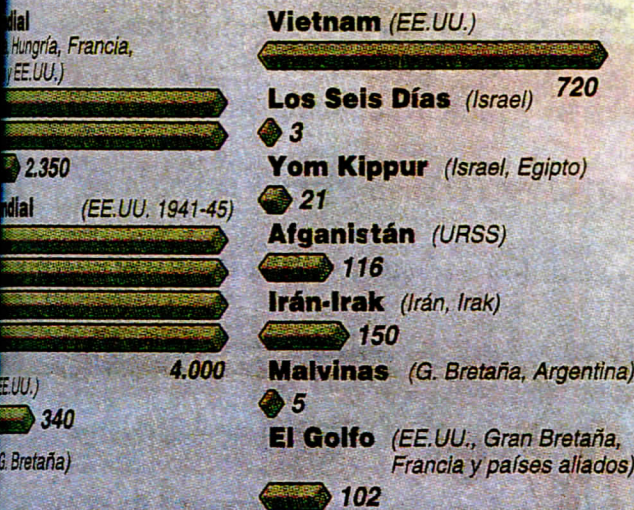 Hungría, Francia,
y EE.UU.)
2.350
(EE.UU. 1941-45)
4.000
EE.UU.)
340
G. Bretaña)
Vietnam (EE.UU.)
720
Los Seis Días (Israel)
3
Yom Kippur (Israel, Egipto)
21
Afganistán (URSS)
116
Irán-Irak (Irán, Irak)
150
Malvinas (G. Bretaña, Argentina)
5
El Golfo (EE.UU., Gran Bretaña,
Francia y países aliados)
102